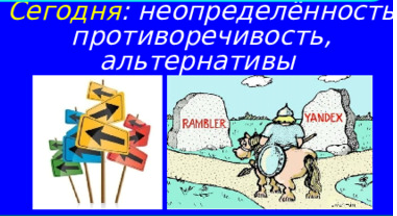 Сегодня: неопределённость,
противоречивость,
альтернативы
RAMBLER
YANDEX